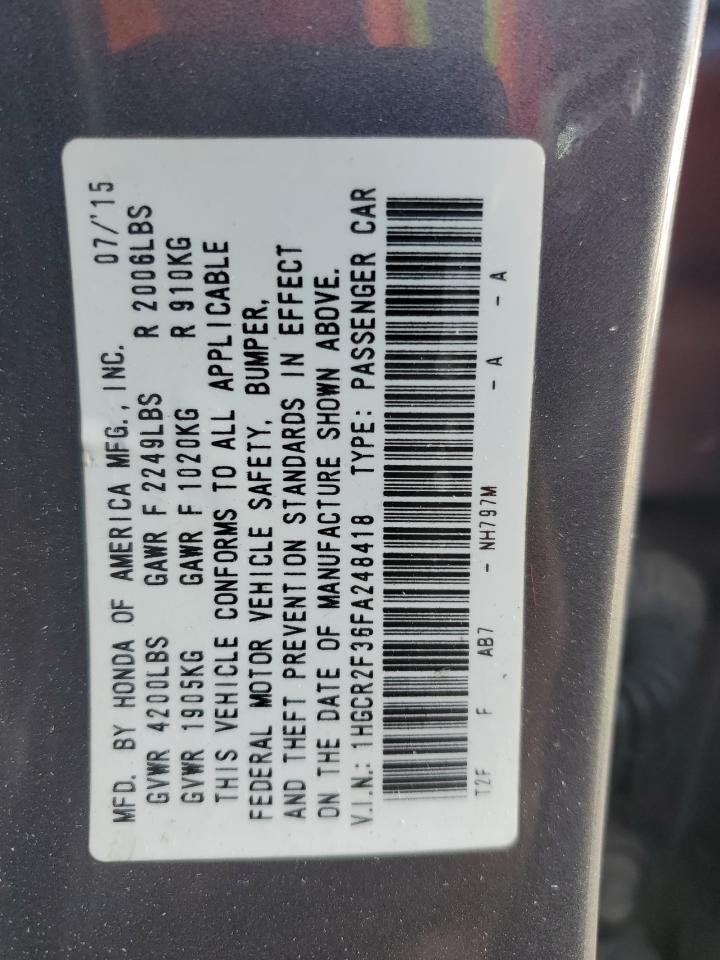 MFD. BY HONDA OF AMERICA MFG., INC. 07/'15
GVWR 4200LBS GAWR F 2249LBS R 2006LBS
GVWR 1905KG GAWR F 1020KG R 910KG
THIS VEHICLE CONFORMS TO ALL APPLICABLE
FEDERAL MOTOR VEHICLE SAFETY, BUMPER,
AND THEFT PREVENTION STANDARDS IN EFFECT
ON THE DATE OF MANUFACTURE SHOWN ABOVE.
V.I.N.: 1HGCR2F36FA248418 TYPE: PASSENGER CAR
T2F F AB7 - NH797M - A - A